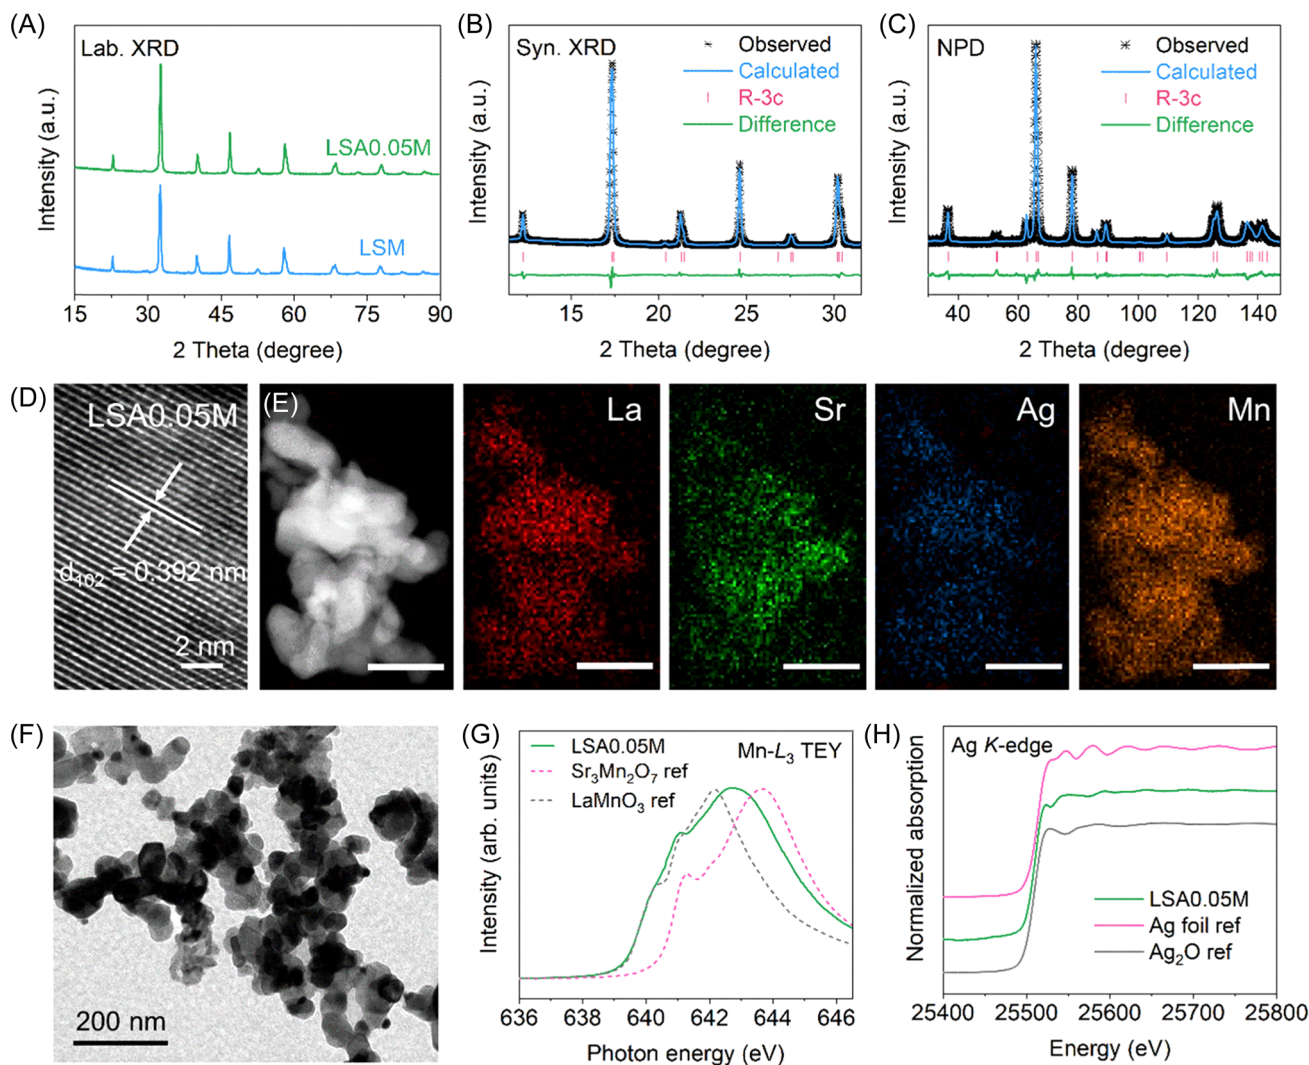 (A)
Lab. XRD
LSA0.05M
LSM
Intensity (a.u.)
15 30 45 60 75 90
2 Theta (degree)
(B)
Syn. XRD
Observed
Calculated
R-3c
Difference
Intensity (a.u.)
15 20 25 30
2 Theta (degree)
(C)
NPD
Observed
Calculated
R-3c
Difference
Intensity (a.u.)
40 60 80 100 120 140
2 Theta (degree)
(D)
LSA0.05M
d₁₀₂ = 0.392 nm
2 nm
(E)
La
Sr
Ag
Mn
(F)
200 nm
(G)
LSA0.05M
Sr₃Mn₂O₇ ref
LaMnO₃ ref
Mn-L₃ TEY
Intensity (arb. units)
636 638 640 642 644 646
Photon energy (eV)
(H)
Ag K-edge
LSA0.05M
Ag foil ref
Ag₂O ref
Normalized absorption
25400 25500 25600 25700 25800
Energy (eV)